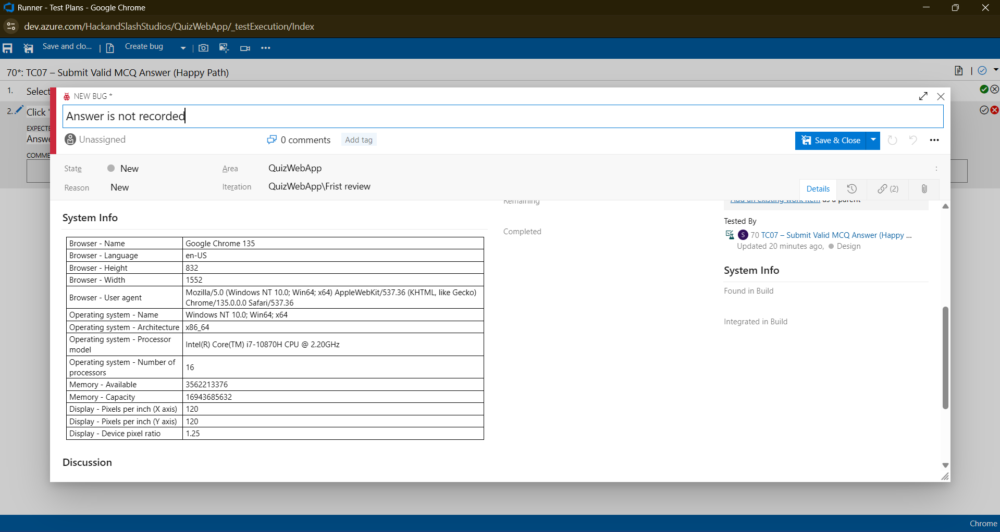 Runner - Test Plans - Google Chrome
dev.azure.com/HackandSlashStudios/QuizWebApp/_testExecution/Index
Save and clo... | Create bug | •••
70*: TC07 – Submit Valid MCQ Answer (Happy Path)
1. Select
2. Click '
EXPECTE
Answe
COMME
NEW BUG *
Answer is not recorded
Unassigned
0 comments
Add tag
Save & Close
State New
Area QuizWebApp
Reason New
Iteration QuizWebApp\Frist review
Details
(2)
System Info
Browser - Name Google Chrome 135
Browser - Language en-US
Browser - Height 832
Browser - Width 1552
Browser - User agent Mozilla/5.0 (Windows NT 10.0; Win64; x64) AppleWebKit/537.36 (KHTML, like Gecko)
Chrome/135.0.0.0 Safari/537.36
Operating system - Name Windows NT 10.0; Win64; x64
Operating system - Architecture x86_64
Operating system - Processor
model Intel(R) Core(TM) i7-10870H CPU @ 2.20GHz
Operating system - Number of
processors 16
Memory - Available 3562213376
Memory - Capacity 16943685632
Display - Pixels per inch (X axis) 120
Display - Pixels per inch (Y axis) 120
Display - Device pixel ratio 1.25
Discussion
Remaining
Completed
Add an existing work item as a parent
Tested By
S 70 TC07 – Submit Valid MCQ Answer (Happy ...
Updated 20 minutes ago, Design
System Info
Found in Build
Integrated in Build
Chrome